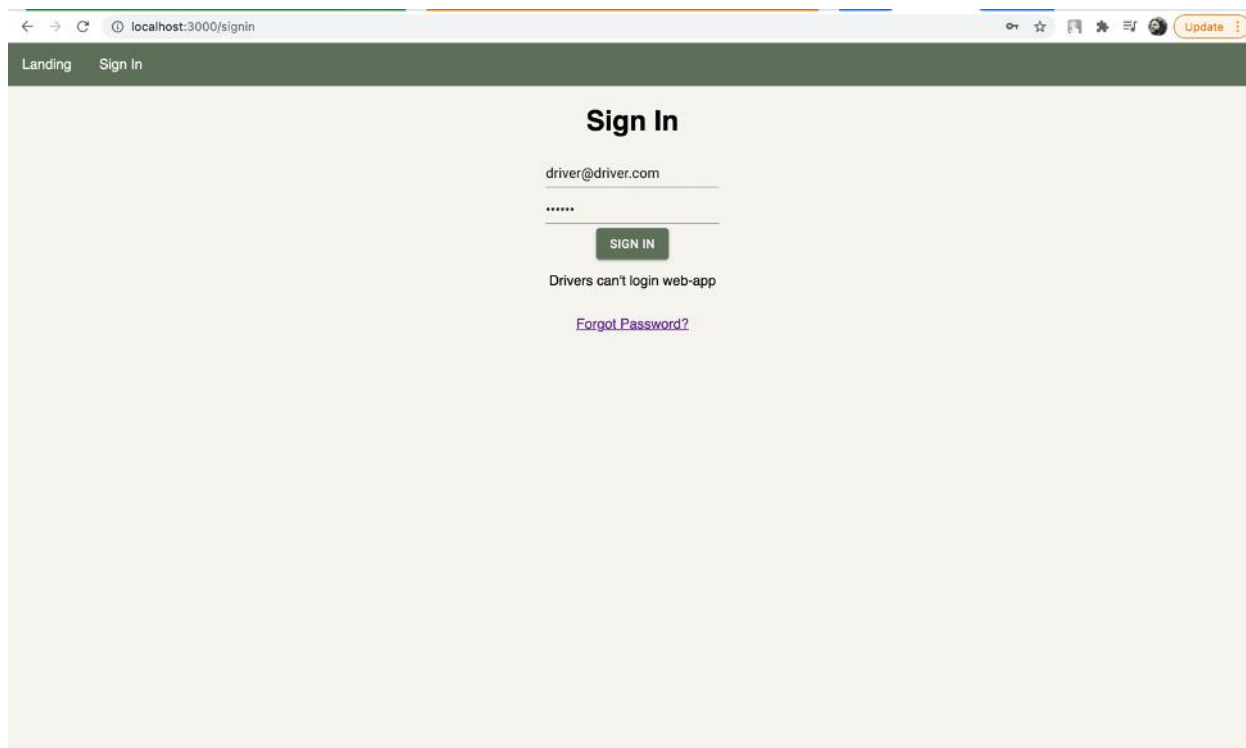 localhost:3000/signin
Update
Landing Sign In
Sign In
driver@driver.com
••••••
SIGN IN
Drivers can't login web-app
Forgot Password?